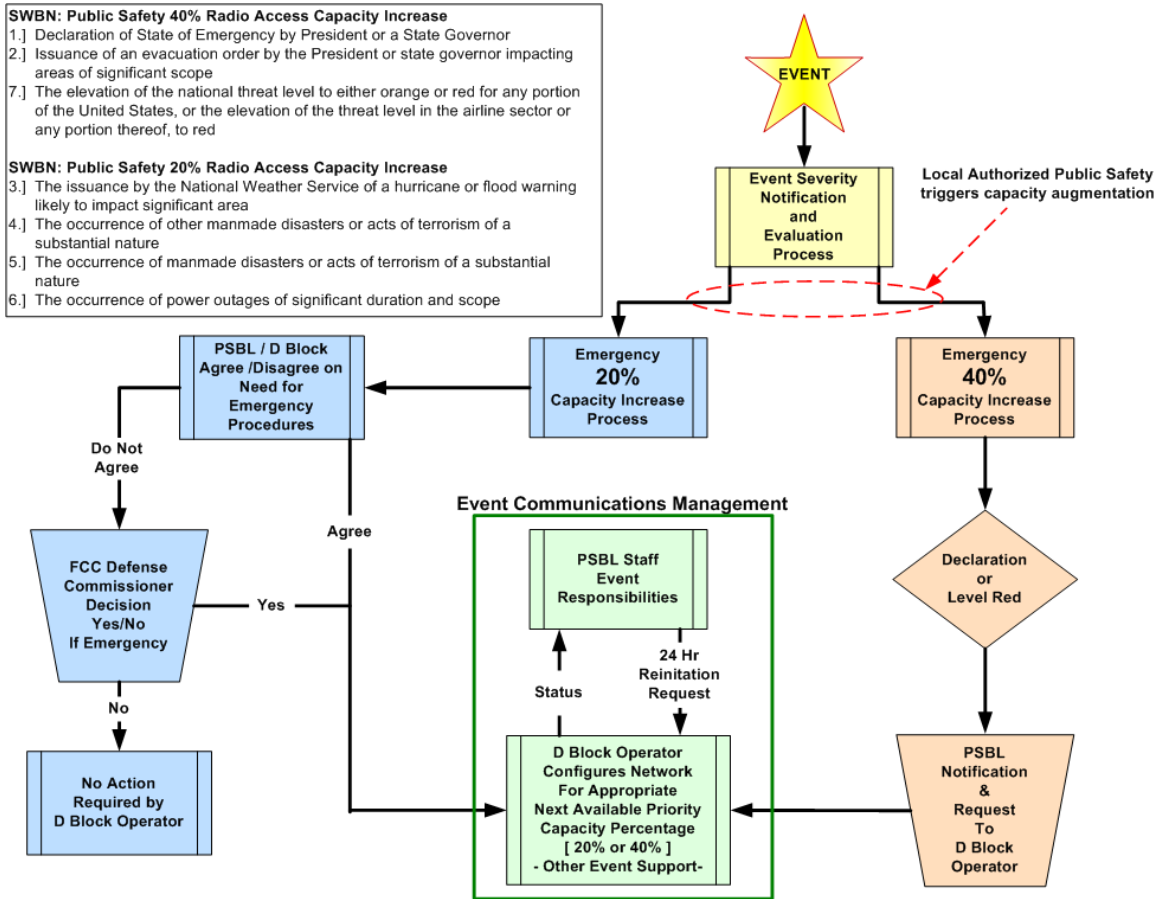 SWBN: Public Safety 40% Radio Access Capacity Increase
1.] Declaration of State of Emergency by President or a State Governor
2.] Issuance of an evacuation order by the President or state governor impacting
areas of significant scope
7.] The elevation of the national threat level to either orange or red for any portion
of the United States, or the elevation of the threat level in the airline sector or
any portion thereof, to red
SWBN: Public Safety 20% Radio Access Capacity Increase
3.] The issuance by the National Weather Service of a hurricane or flood warning
likely to impact significant area
4.] The occurrence of other manmade disasters or acts of terrorism of a
substantial nature
5.] The occurrence of manmade disasters or acts of terrorism of a substantial
nature
6.] The occurrence of power outages of significant duration and scope
EVENT
Event Severity
Notification
and
Evaluation
Process
Local Authorized Public Safety
triggers capacity augmentation
PSBL / D Block
Agree /Disagree on
Need for
Emergency
Procedures
Emergency
20%
Capacity Increase
Process
Emergency
40%
Capacity Increase
Process
Do Not
Agree
Agree
FCC Defense
Commissioner
Decision
Yes/No
If Emergency
Yes
No
No Action
Required by
D Block Operator
Event Communications Management
PSBL Staff
Event
Responsibilities
Status
24 Hr
Reinitation
Request
D Block Operator
Configures Network
For Appropriate
Next Available Priority
Capacity Percentage
[ 20% or 40% ]
- Other Event Support-
Declaration
or
Level Red
PSBL
Notification
&
Request
To
D Block
Operator